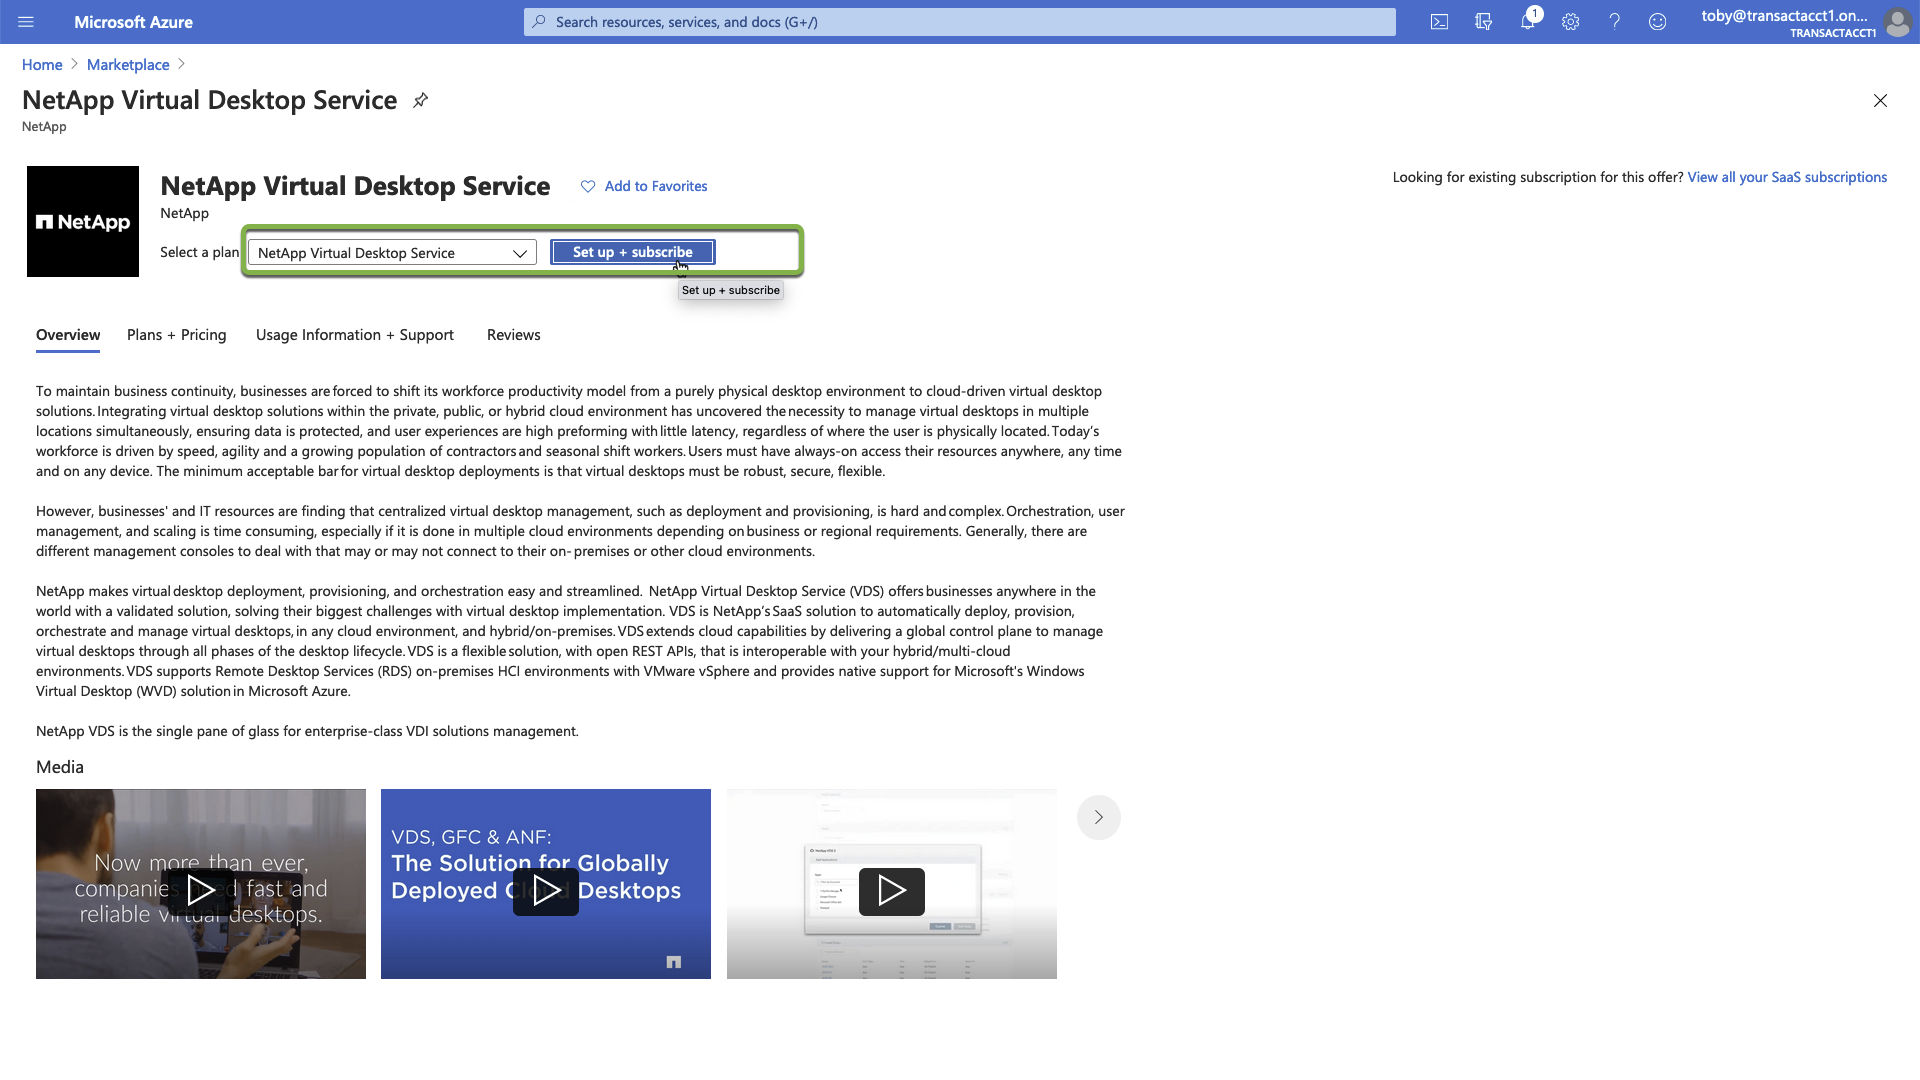 Microsoft Azure
Search resources, services, and docs (G+/)
1
toby@transactacct1.on...
TRANSACTACCT1
Home > Marketplace >
NetApp Virtual Desktop Service
NetApp
NetApp
NetApp Virtual Desktop Service
Add to Favorites
Looking for existing subscription for this offer? View all your SaaS subscriptions
NetApp
Select a plan
NetApp Virtual Desktop Service
Set up + subscribe
Set up + subscribe
Overview
Plans + Pricing
Usage Information + Support
Reviews
To maintain business continuity, businesses are forced to shift its workforce productivity model from a purely physical desktop environment to cloud-driven virtual desktop
solutions. Integrating virtual desktop solutions within the private, public, or hybrid cloud environment has uncovered the necessity to manage virtual desktops in multiple
locations simultaneously, ensuring data is protected, and user experiences are high preforming with little latency, regardless of where the user is physically located. Today's
workforce is driven by speed, agility and a growing population of contractors and seasonal shift workers. Users must have always-on access their resources anywhere, any time
and on any device. The minimum acceptable bar for virtual desktop deployments is that virtual desktops must be robust, secure, flexible.
However, businesses' and IT resources are finding that centralized virtual desktop management, such as deployment and provisioning, is hard and complex. Orchestration, user
management, and scaling is time consuming, especially if it is done in multiple cloud environments depending on business or regional requirements. Generally, there are
different management consoles to deal with that may or may not connect to their on-premises or other cloud environments.
NetApp makes virtual desktop deployment, provisioning, and orchestration easy and streamlined. NetApp Virtual Desktop Service (VDS) offers businesses anywhere in the
world with a validated solution, solving their biggest challenges with virtual desktop implementation. VDS is NetApp's SaaS solution to automatically deploy, provision,
orchestrate and manage virtual desktops, in any cloud environment, and hybrid/on-premises. VDS extends cloud capabilities by delivering a global control plane to manage
virtual desktops through all phases of the desktop lifecycle. VDS is a flexible solution, with open REST APIs, that is interoperable with your hybrid/multi-cloud
environments. VDS supports Remote Desktop Services (RDS) on-premises HCI environments with VMware vSphere and provides native support for Microsoft's Windows
Virtual Desktop (WVD) solution in Microsoft Azure.
NetApp VDS is the single pane of glass for enterprise-class VDI solutions management.
Media
Now more than ever,
companies need fast and
reliable virtual desktops.
VDS, GFC & ANF:
The Solution for Globally
Deployed Cloud Desktops